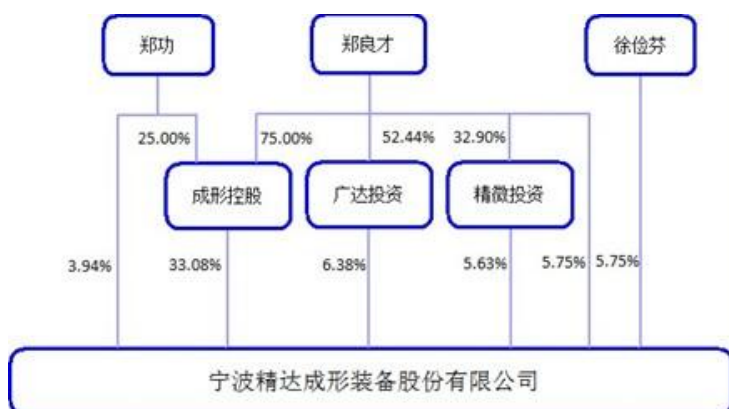 郑功 郑良才 徐俭芬
25.00% 75.00% 52.44% 32.90%
成形控股 广达投资 精微投资
3.94% 33.08% 6.38% 5.63% 5.75% 5.75%
宁波精达成形装备股份有限公司